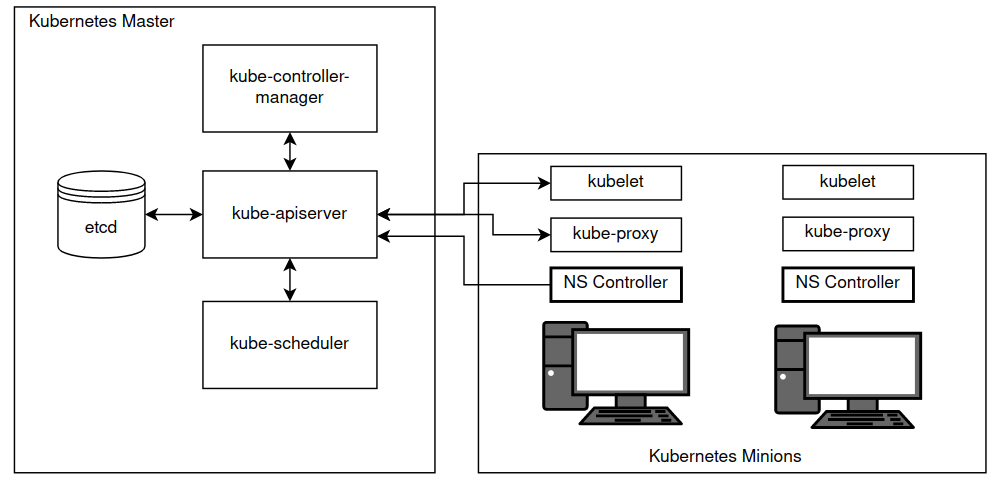 Kubernetes Master
kube-controller-
manager
etcd
kube-apiserver
kube-scheduler
kubelet
kube-proxy
NS Controller
kubelet
kube-proxy
NS Controller
Kubernetes Minions